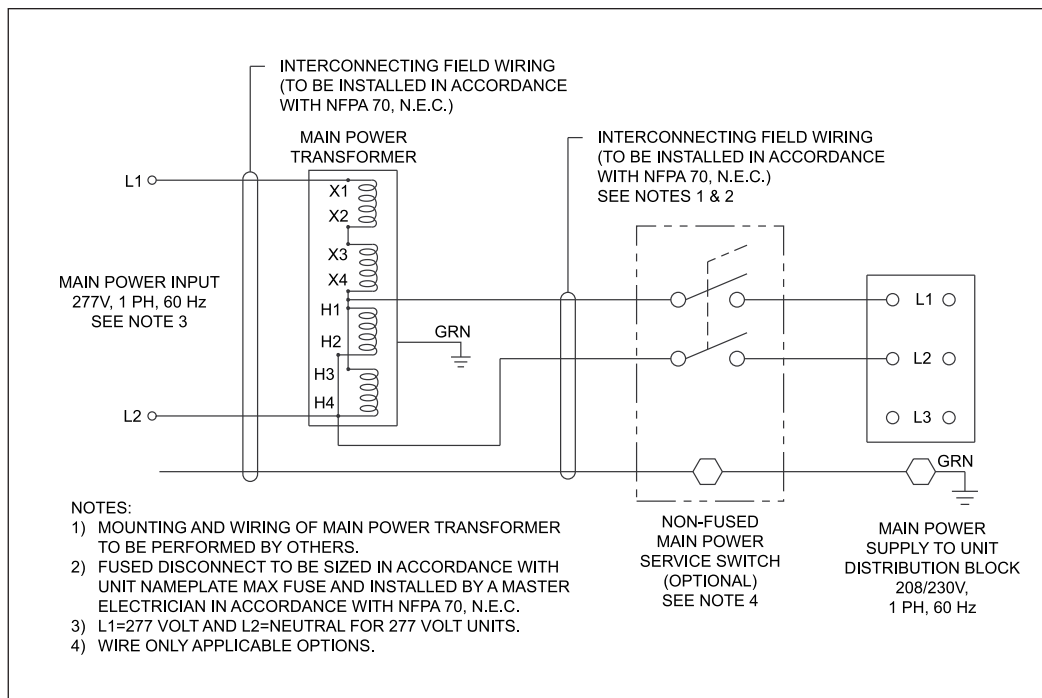 INTERCONNECTING FIELD WIRING
(TO BE INSTALLED IN ACCORDANCE
WITH NFPA 70, N.E.C.)
MAIN POWER
TRANSFORMER
INTERCONNECTING FIELD WIRING
(TO BE INSTALLED IN ACCORDANCE
WITH NFPA 70, N.E.C.)
SEE NOTES 1 & 2
L1
X1
X2
X3
X4
H1
H2
H3
H4
GRN
MAIN POWER INPUT
277V, 1 PH, 60 Hz
SEE NOTE 3
L2
L1
L2
L3
GRN
NON-FUSED
MAIN POWER
SERVICE SWITCH
(OPTIONAL)
SEE NOTE 4
MAIN POWER
SUPPLY TO UNIT
DISTRIBUTION BLOCK
208/230V,
1 PH, 60 Hz
NOTES:
1) MOUNTING AND WIRING OF MAIN POWER TRANSFORMER
TO BE PERFORMED BY OTHERS.
2) FUSED DISCONNECT TO BE SIZED IN ACCORDANCE WITH
UNIT NAMEPLATE MAX FUSE AND INSTALLED BY A MASTER
ELECTRICIAN IN ACCORDANCE WITH NFPA 70, N.E.C.
3) L1=277 VOLT AND L2=NEUTRAL FOR 277 VOLT UNITS.
4) WIRE ONLY APPLICABLE OPTIONS.